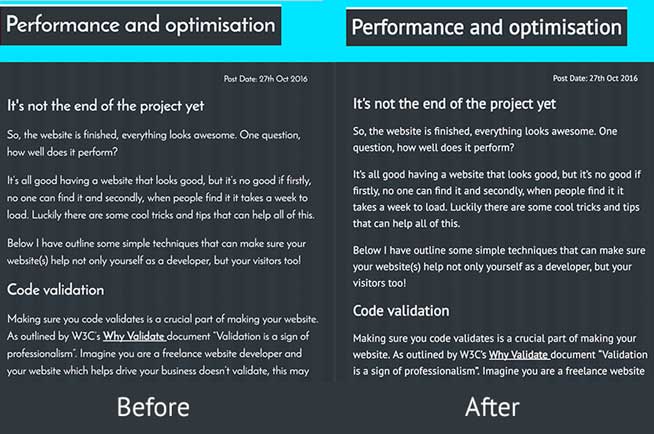 Performance and optimisation
Post Date: 27th Oct 2016
It's not the end of the project yet
So, the website is finished, everything looks awesome. One question,
how well does it perform?
It's all good having a website that looks good, but it's no good if firstly,
no one can find it and secondly, when people find it it takes a week to
load. Luckily there are some cool tricks and tips that can help all of this.
Below I have outline some simple techniques that can make sure your
website(s) help not only yourself as a developer, but your visitors too!
Code validation
Making sure you code validates is a crucial part of making your website.
As outlined by W3C's Why Validate document "Validation is a sign of
professionalism". Imagine you are a freelance website developer and
your website which helps drive your business doesn't validate, this may
Before
Performance and optimisation
Post Date: 27th Oct 2016
It's not the end of the project yet
So, the website is finished, everything looks awesome. One
question, how well does it perform?
It's all good having a website that looks good, but it's no good if
firstly, no one can find it and secondly, when people find it it
takes a week to load. Luckily there are some cool tricks and tips
that can help all of this.
Below I have outline some simple techniques that can make sure
your website(s) help not only yourself as a developer, but your
visitors too!
Code validation
Making sure you code validates is a crucial part of making your
website. As outlined by W3C's Why Validate document "Validation
is a sign of professionalism". Imagine you are a freelance website
After